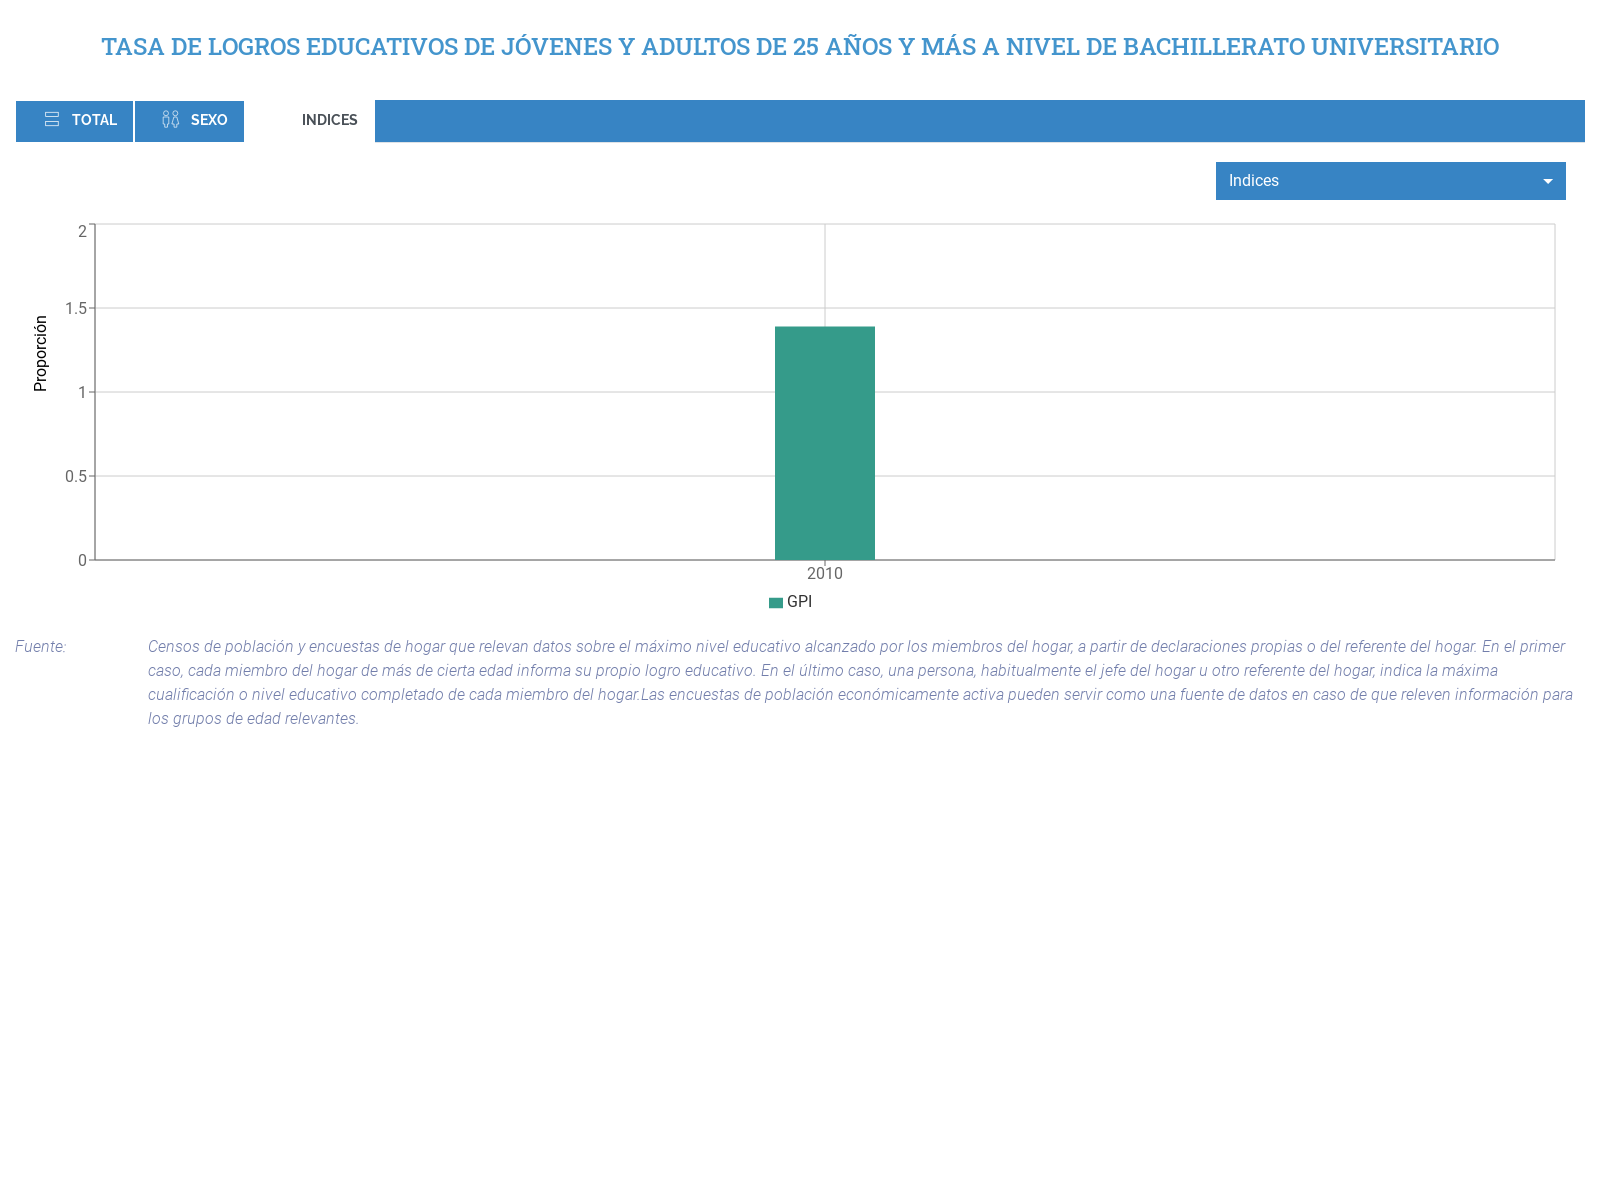 TASA DE LOGROS EDUCATIVOS DE JÓVENES Y ADULTOS DE 25 AÑOS Y MÁS A NIVEL DE BACHILLERATO UNIVERSITARIO
TOTAL SEXO INDICES
Indices
2
1.5
1
0.5
0
Proporción
2010
GPI
Fuente: Censos de población y encuestas de hogar que relevan datos sobre el máximo nivel educativo alcanzado por los miembros del hogar, a partir de declaraciones propias o del referente del hogar. En el primer
caso, cada miembro del hogar de más de cierta edad informa su propio logro educativo. En el último caso, una persona, habitualmente el jefe del hogar u otro referente del hogar, indica la máxima
cualificación o nivel educativo completado de cada miembro del hogar.Las encuestas de población económicamente activa pueden servir como una fuente de datos en caso de que releven información para
los grupos de edad relevantes.